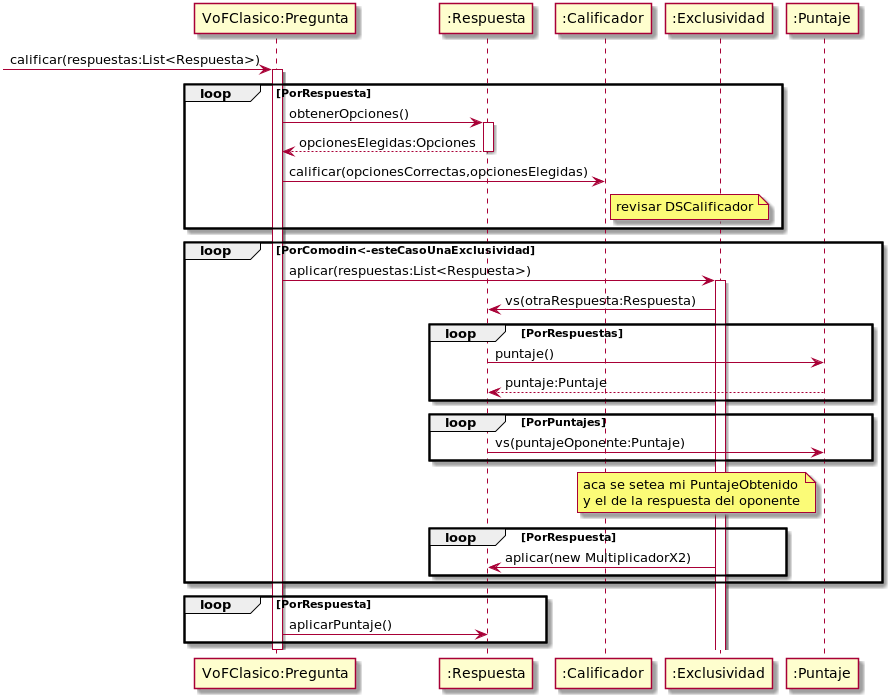 VoFClasico:Pregunta
:Respuesta
:Calificador
:Exclusividad
:Puntaje
calificar(respuestas:List<Respuesta>)
loop
[PorRespuesta]
obtenerOpciones()
opcionesElegidas:Opciones
calificar(opcionesCorrectas,opcionesElegidas)
revisar DSCalificador
loop
[PorComodin<-esteCasoUnaExclusividad]
aplicar(respuestas:List<Respuesta>)
vs(otraRespuesta:Respuesta)
loop
[PorRespuestas]
puntaje()
puntaje:Puntaje
loop
[PorPuntajes]
vs(puntajeOponente:Puntaje)
aca se setea mi PuntajeObtenido
y el de la respuesta del oponente
loop
[PorRespuesta]
aplicar(new MultiplicadorX2)
loop
[PorRespuesta]
aplicarPuntaje()
VoFClasico:Pregunta
:Respuesta
:Calificador
:Exclusividad
:Puntaje